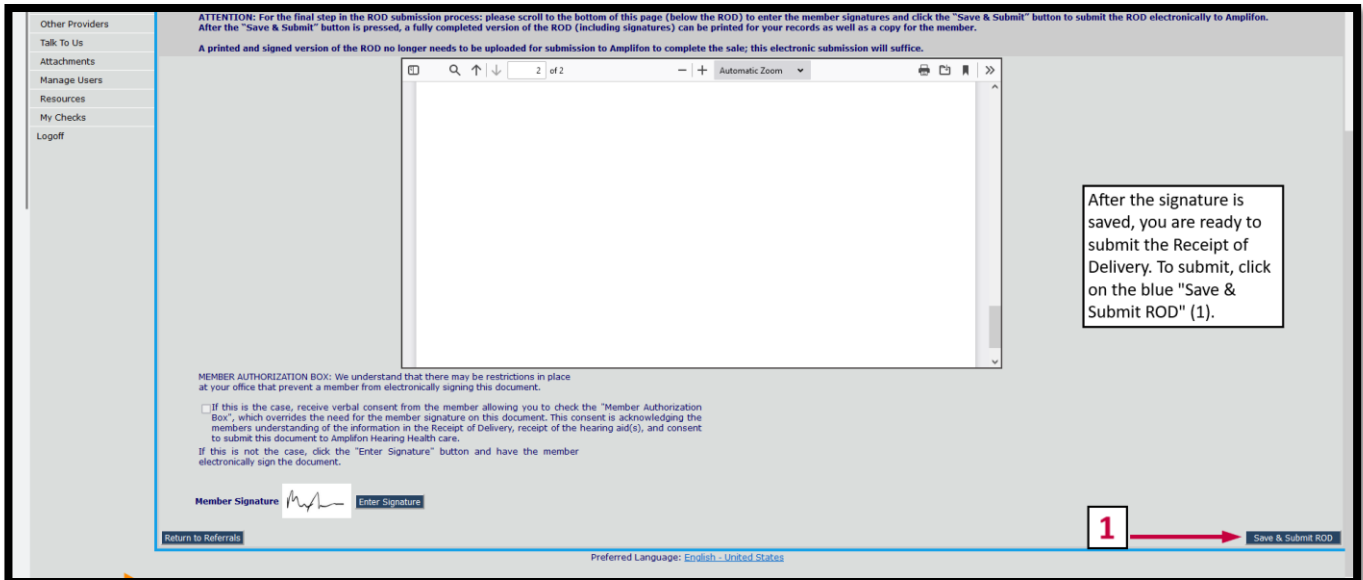 Other Providers
Talk To Us
Attachments
Manage Users
Resources
My Checks
Logoff
ATTENTION: For the final step in the ROD submission process: please scroll to the bottom of this page (below the ROD) to enter the member signatures and click the "Save & Submit" button to submit the ROD electronically to Amplifon.
After the "Save & Submit" button is pressed, a fully completed version of the ROD (including signatures) can be printed for your records as well as a copy for the member.
A printed and signed version of the ROD no longer needs to be uploaded for submission to Amplifon to complete the sale; this electronic submission will suffice.
2 of 2
Automatic Zoom
After the signature is
saved, you are ready to
submit the Receipt of
Delivery. To submit, click
on the blue "Save &
Submit ROD" (1).
MEMBER AUTHORIZATION BOX: We understand that there may be restrictions in place
at your office that prevent a member from electronically signing this document.
If this is the case, receive verbal consent from the member allowing you to check the "Member Authorization
Box", which overrides the need for the member signature on this document. This consent is acknowledging the
members understanding of the information in the Receipt of Delivery, receipt of the hearing aid(s), and consent
to submit this document to Amplifon Hearing Health care.
If this is not the case, click the "Enter Signature" button and have the member
electronically sign the document.
Member Signature
Enter Signature
Return to Referrals
1
Save & Submit ROD
Preferred Language: English - United States